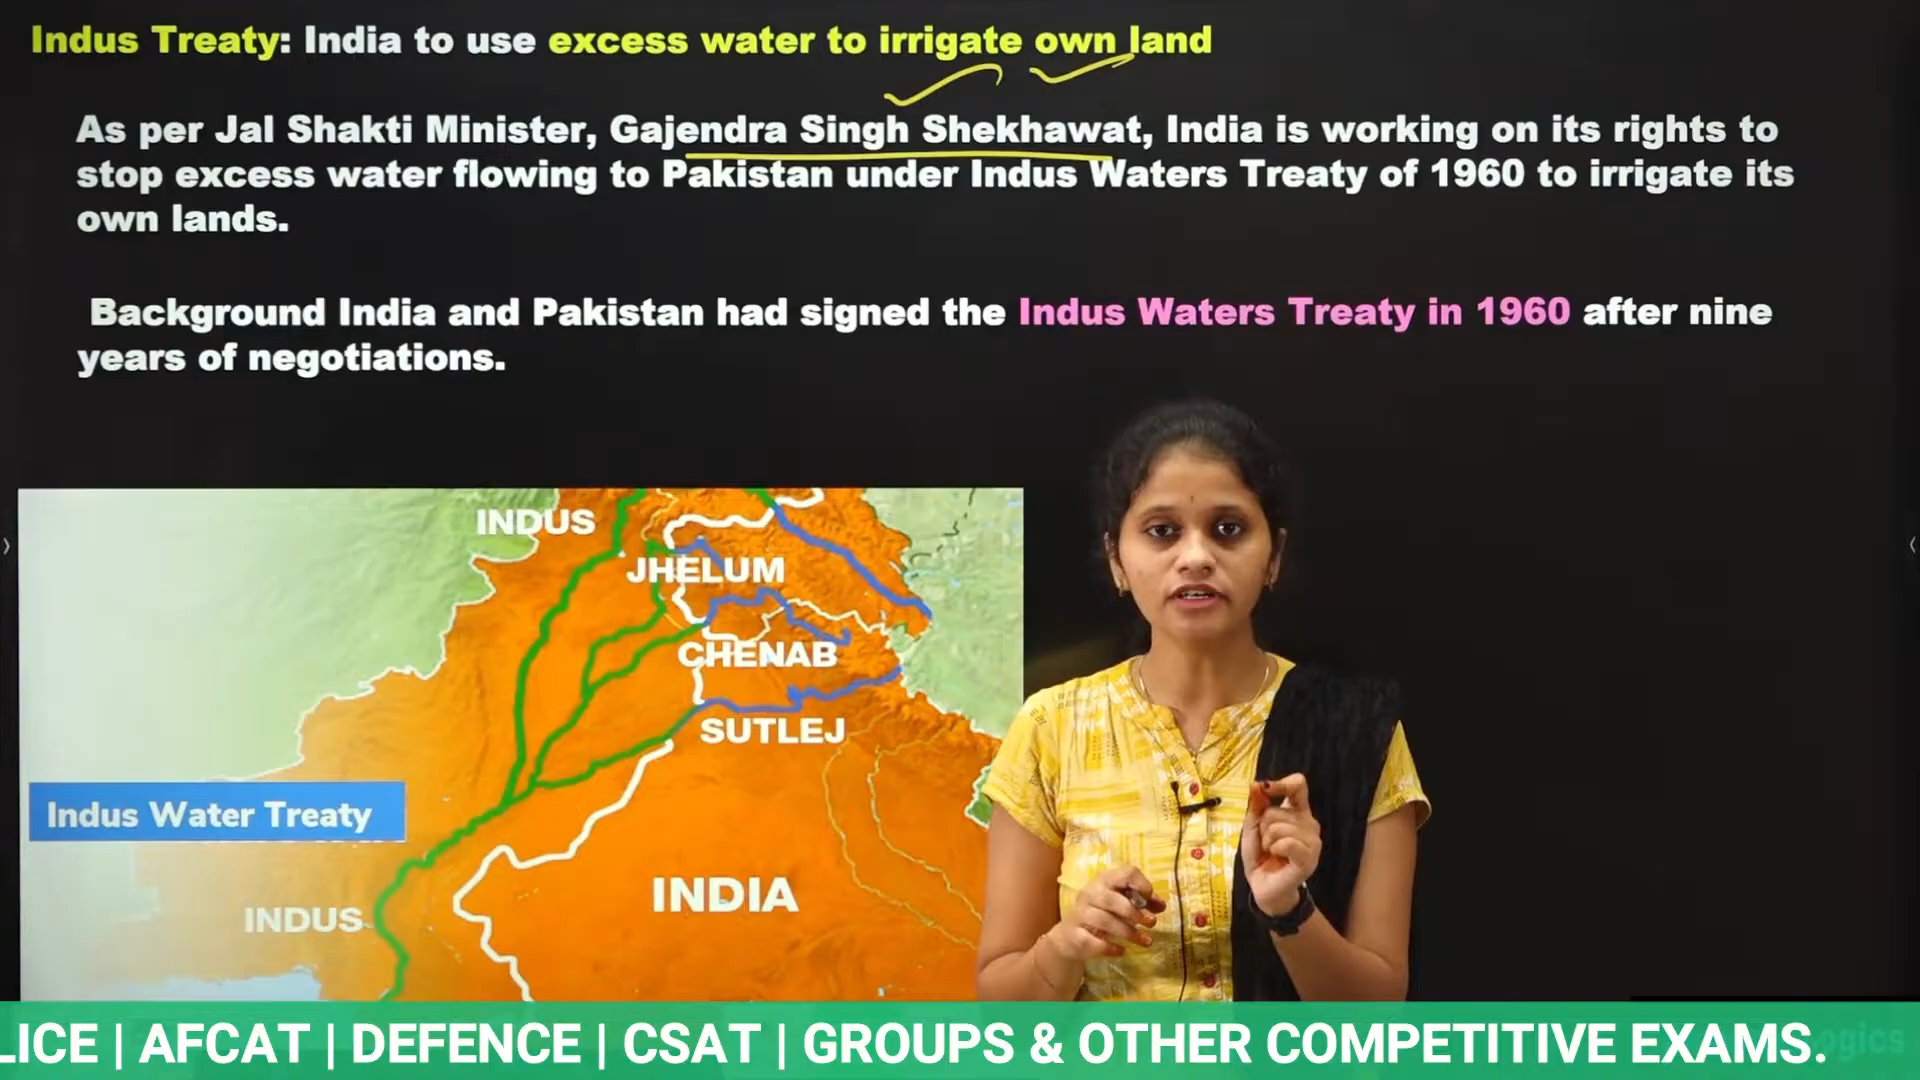 Indus Treaty: India to use excess water to irrigate own land
As per Jal Shakti Minister, Gajendra Singh Shekhawat, India is working on its rights to
stop excess water flowing to Pakistan under Indus Waters Treaty of 1960 to irrigate its
own lands.
Background India and Pakistan had signed the Indus Waters Treaty in 1960 after nine
years of negotiations.
INDUS
JHELUM
CHENAB
SUTLEJ
Indus Water Treaty
INDIA
INDUS
LICE | AFCAT | DEFENCE | CSAT | GROUPS & OTHER COMPETITIVE EXAMS.